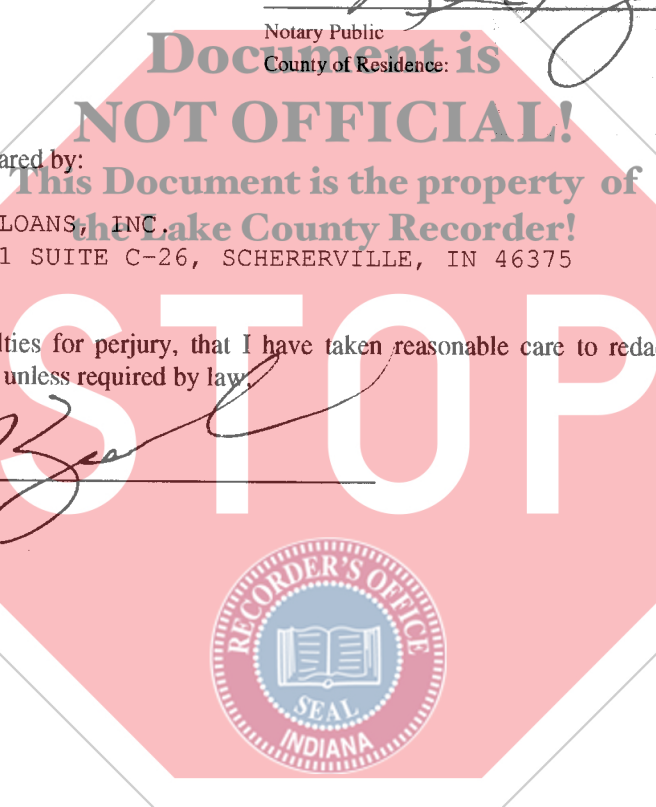 Notary Public
Document is
County of Residence:
NOT OFFICIAL!
ared by:
This Document is the property of
LOANS, INC.
the Lake County Recorder!
1 SUITE C-26, SCHERERVILLE, IN 46375
lties for perjury, that I have taken reasonable care to reda
unless required by law.
STOP
RECORDER'S OFFICE
SEAL
INDIANA